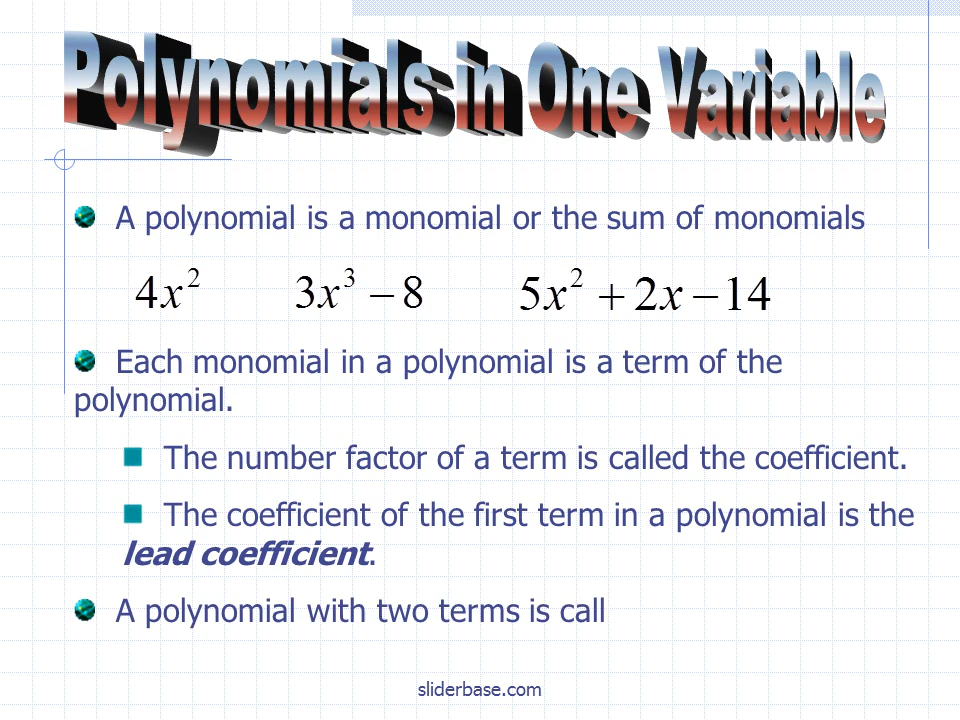 Polynomials in One Variable
A polynomial is a monomial or the sum of monomials
4x² 3x³ − 8 5x² + 2x − 14
Each monomial in a polynomial is a term of the
polynomial.
The number factor of a term is called the coefficient.
The coefficient of the first term in a polynomial is the
lead coefficient.
A polynomial with two terms is call
sliderbase.com